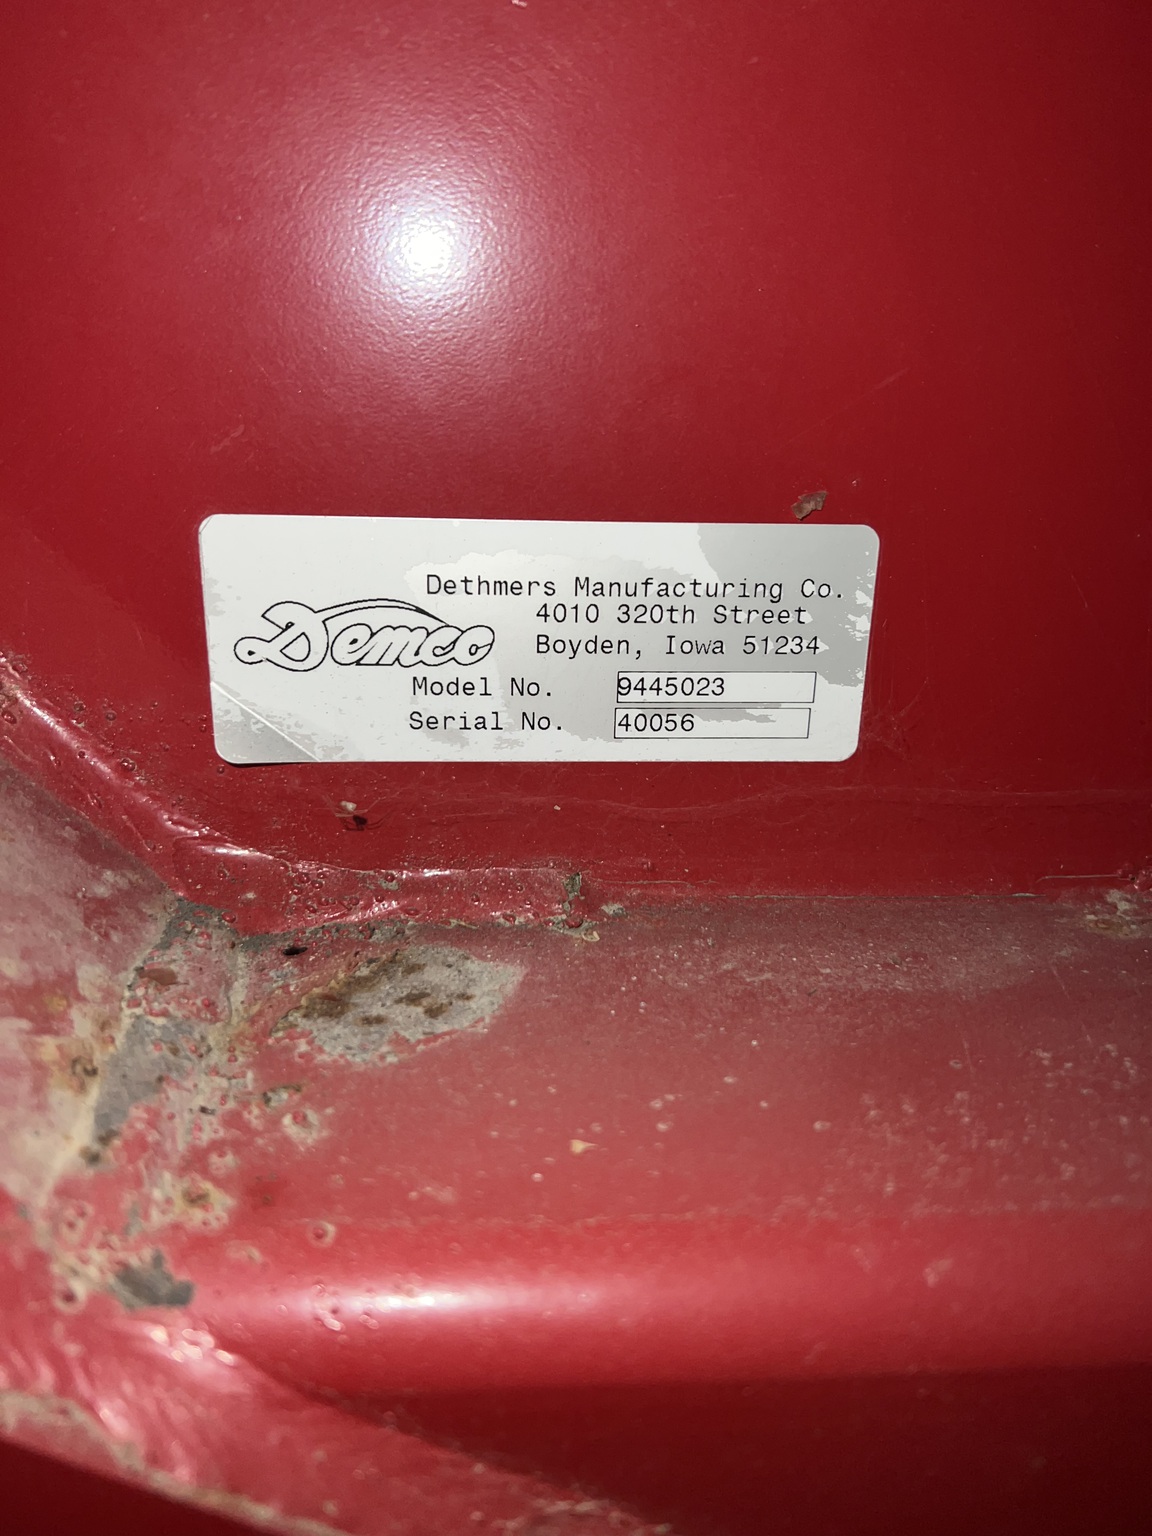 Dethmers Manufacturing Co.
4010 320th Street
Demco
Boyden, Iowa 51234
Model No. 9445023
Serial No. 40056